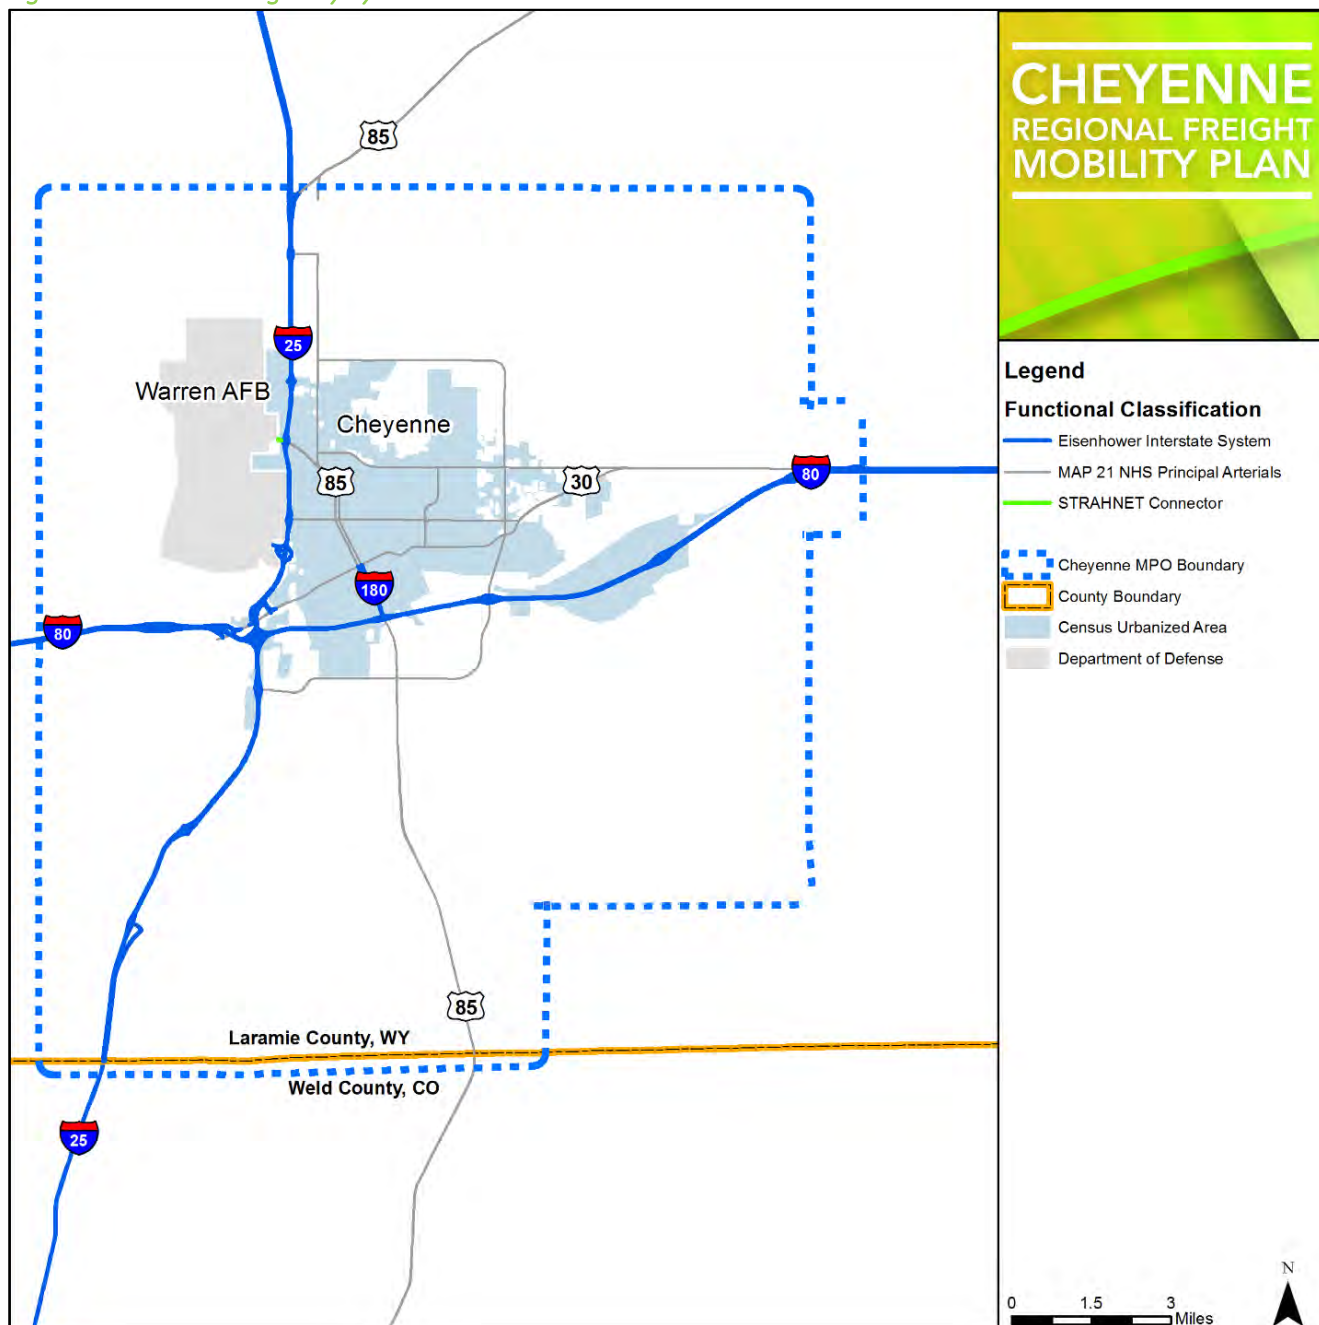 CHEYENNE
REGIONAL FREIGHT
MOBILITY PLAN
85
25
Warren AFB
Cheyenne
85
30
80
180
80
85
Laramie County, WY
Weld County, CO
25
Legend
Functional Classification
Eisenhower Interstate System
MAP 21 NHS Principal Arterials
STRAHNET Connector
Cheyenne MPO Boundary
County Boundary
Census Urbanized Area
Department of Defense
N
0 1.5 3
Miles